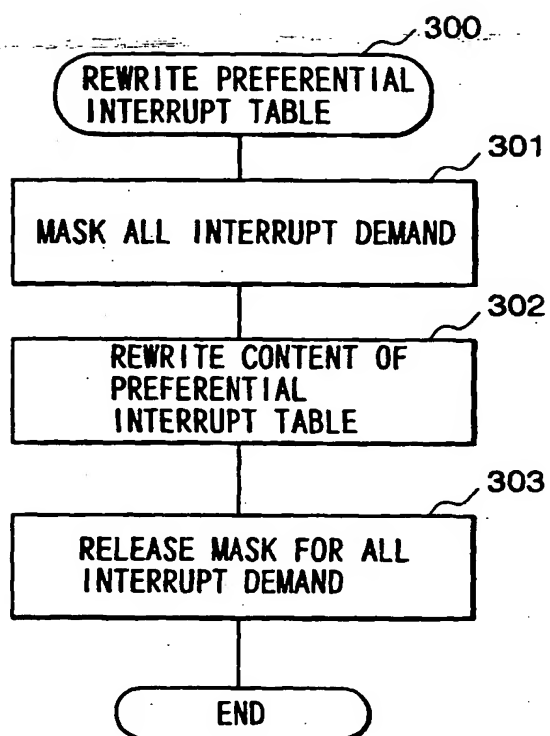 300
REWRITE PREFERENTIAL
INTERRUPT TABLE
301
MASK ALL INTERRUPT DEMAND
302
REWRITE CONTENT OF
PREFERENTIAL
INTERRUPT TABLE
303
RELEASE MASK FOR ALL
INTERRUPT DEMAND
END